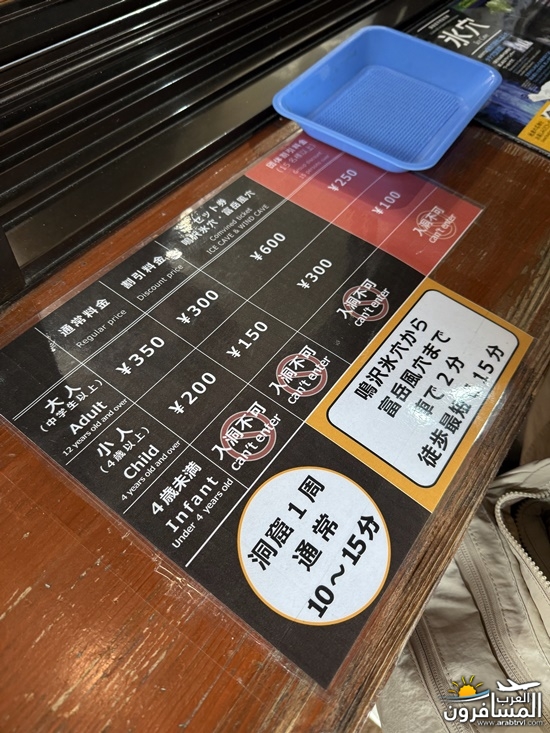 氷穴
通常料金
Regular price
割引料金
Discount price
セット券
鳴沢氷穴・富岳風穴
ICE CAVE & WIND CAVE
団体割引料金
大人
(中学生以上)
Adult
12 years old and over
¥350
¥300
¥600
¥250
小人
(4歳以上)
Child
4 years old and over
¥200
¥150
¥300
¥100
4歳未満
Infant
Under 4 years old
入洞不可
can't enter
入洞不可
can't enter
入洞不可
can't enter
入洞不可
can't enter
鳴沢氷穴から
富岳風穴まで
車で2分
徒歩最短 15分
洞窟1周
通常
10～15分
العرب
المسافرون
www.arabtrvl.com